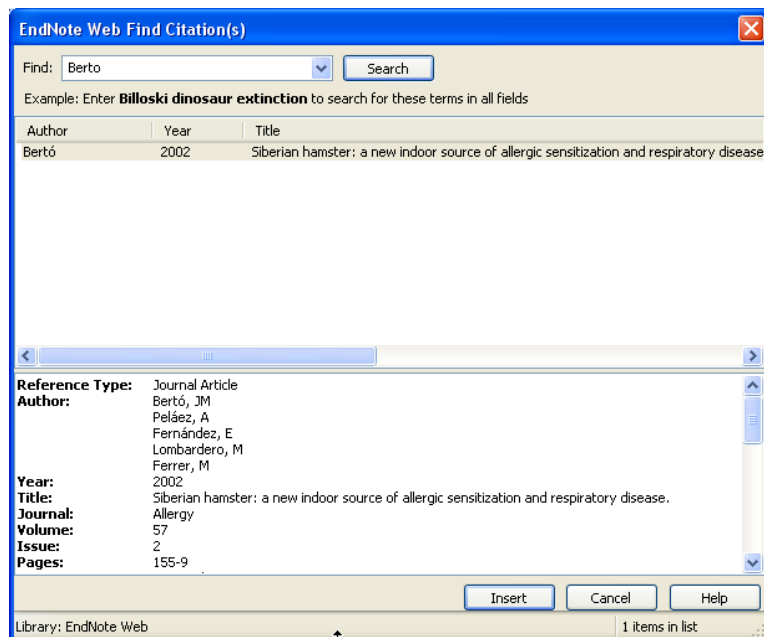 EndNote Web Find Citation(s)
Find: Berto Search
Example: Enter Billoski dinosaur extinction to search for these terms in all fields
Author Year Title
Bertó 2002 Siberian hamster: a new indoor source of allergic sensitization and respiratory disease
Reference Type: Journal Article
Author: Bertó, JM
Peláez, A
Fernández, E
Lombardero, M
Ferrer, M
Year: 2002
Title: Siberian hamster: a new indoor source of allergic sensitization and respiratory disease.
Journal: Allergy
Volume: 57
Issue: 2
Pages: 155-9
Insert Cancel Help
Library: EndNote Web 1 items in list